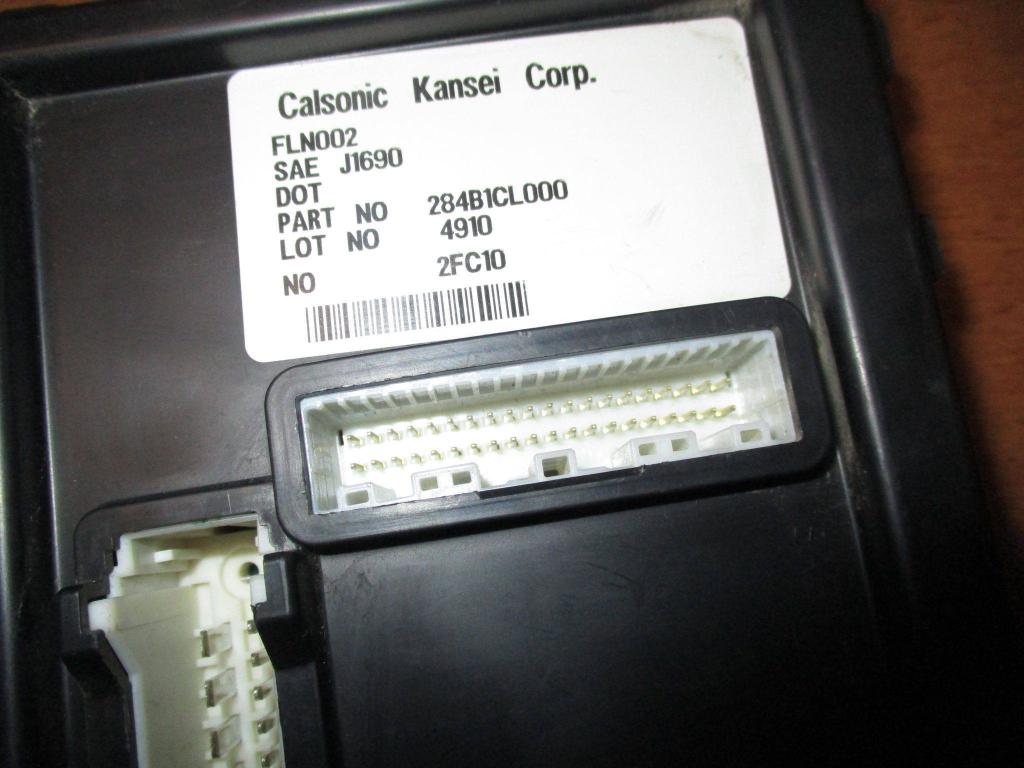 Calsonic Kansei Corp.
FLN002
SAE J1690
DOT
PART NO 284B1CL000
LOT NO 4910
NO 2FC10